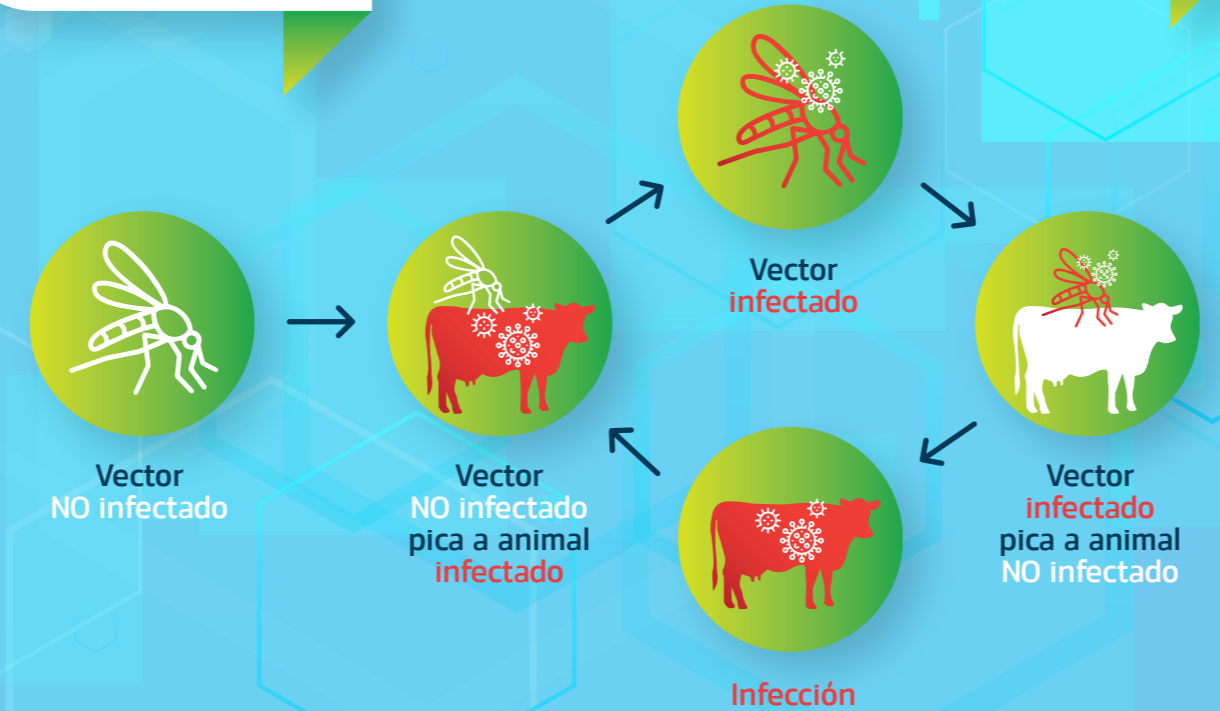 Vector
infectado
Vector
NO infectado
Vector
NO infectado
pica a animal
infectado
Vector
infectado
pica a animal
NO infectado
Infección